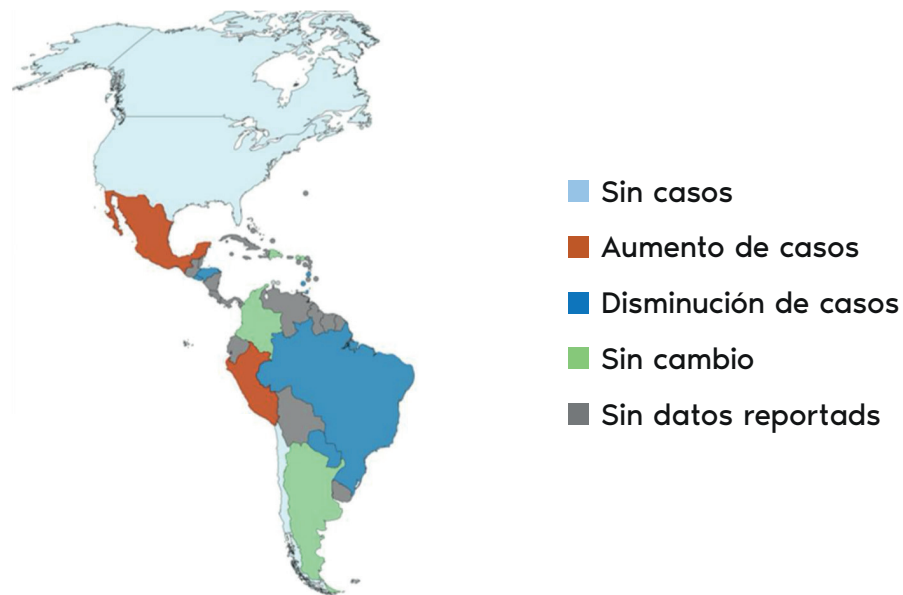 Sin casos
Aumento de casos
Disminución de casos
Sin cambio
Sin datos reportads